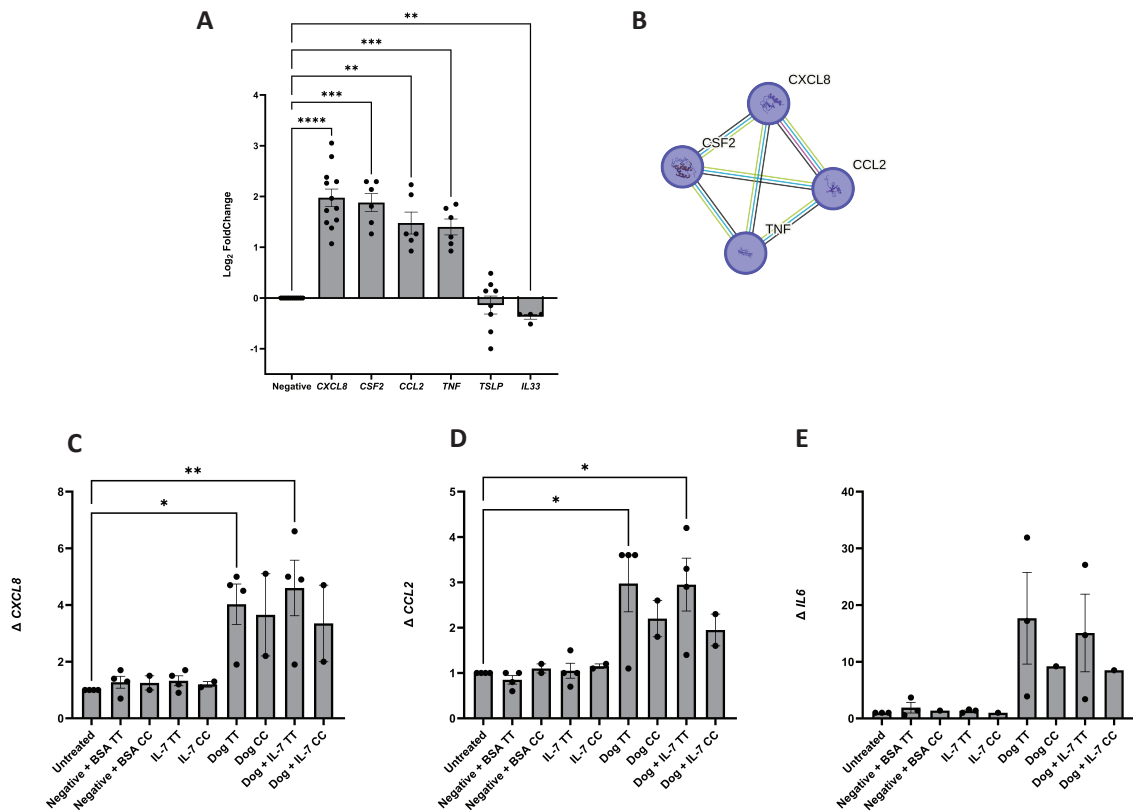 A
**
***
**
***
****
4
3
2
1
0
-1
Log2 FoldChange
Negative CXCL8 CSF2 CCL2 TNF TSLP IL33
B
CXCL8
CSF2
CCL2
TNF
C
**
*
8
6
4
2
0
Δ CXCL8
Untreated
Negative + BSA TT
Negative + BSA CC
IL-7 TT
IL-7 CC
Dog TT
Dog CC
Dog + IL-7 TT
Dog + IL-7 CC
D
*
*
5
4
3
2
1
0
Δ CCL2
Untreated
Negative + BSA TT
Negative + BSA CC
IL-7 TT
IL-7 CC
Dog TT
Dog CC
Dog + IL-7 TT
Dog + IL-7 CC
E
40
30
20
10
0
Δ IL6
Untreated
Negative + BSA TT
Negative + BSA CC
IL-7 TT
IL-7 CC
Dog TT
Dog CC
Dog + IL-7 TT
Dog + IL-7 CC